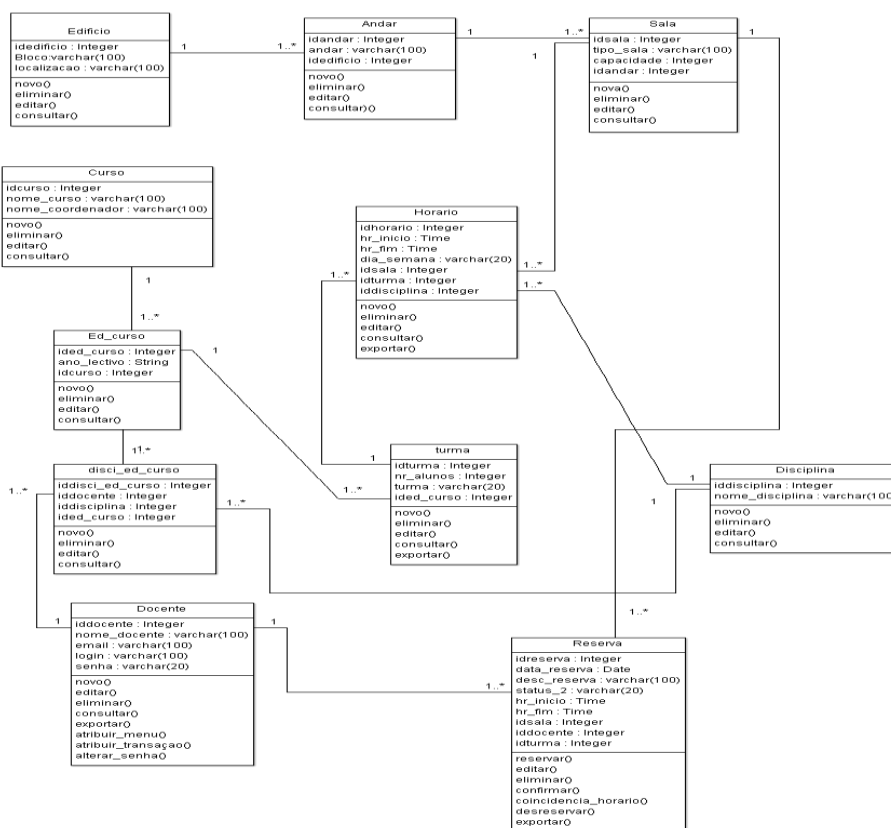 Edificio
idedificio : Integer
Bloco:varchar(100)
localizacao : varchar(100)
novo()
eliminar()
editar()
consultar()
1
1..*
Andar
idandar : Integer
andar : varchar(100)
idedificio : Integer
novo()
eliminar()
editar()
consultar)()
1
1..*
Sala
idsala : Integer
tipo_sala : varchar(100)
capacidade : Integer
idandar : Integer
nova()
eliminar()
editar()
consultar()
1
1
Curso
idcurso : Integer
nome_curso : varchar(100)
nome_coordenador : varchar(100)
novo()
eliminar()
editar()
consultar()
1
1..*
Horario
idhorario : Integer
hr_inicio : Time
hr_fim : Time
dia_semana : varchar(20)
idsala : Integer
idturma : Integer
iddisciplina : Integer
novo()
eliminar()
editar()
consultar()
exportar()
1..*
1..*
1..*
Ed_curso
ided_curso : Integer
ano_lectivo : String
idcurso : Integer
novo()
eliminar()
editar()
consultar()
1
1..*
turma
idturma : Integer
nr_alunos : Integer
turma : varchar(20)
ided_curso : Integer
novo()
eliminar()
editar()
consultar()
exportar()
1
1..*
disci_ed_curso
iddisci_ed_curso : Integer
iddocente : Integer
iddisciplina : Integer
ided_curso : Integer
novo()
eliminar()
editar()
consultar()
1..*
1..*
Disciplina
iddisciplina : Integer
nome_disciplina : varchar(100
novo()
eliminar()
editar()
consultar()
1
1
Docente
iddocente : Integer
nome_docente : varchar(100)
email : varchar(100)
login : varchar(100)
senha : varchar(20)
novo()
editar()
eliminar()
consultar()
exportar()
atribuir_menu()
atribuir_transaçao()
alterar_senha()
1
1
1..*
1..*
Reserva
idreserva : Integer
data_reserva : Date
desc_reserva : varchar(100)
status_2 : varchar(20)
hr_inicio : Time
hr_fim : Time
idsala : Integer
iddocente : Integer
idturma : Integer
reservar()
editar()
eliminar()
confirmar()
coincidencia_horario()
desreservar()
exportar()